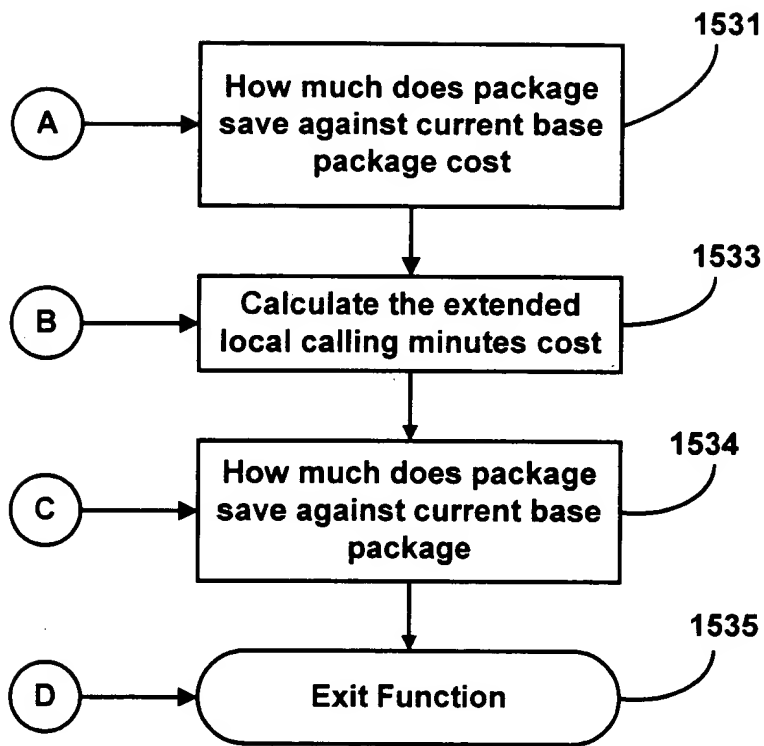 1531
A
How much does package
save against current base
package cost
1533
B
Calculate the extended
local calling minutes cost
1534
C
How much does package
save against current base
package
1535
D
Exit Function